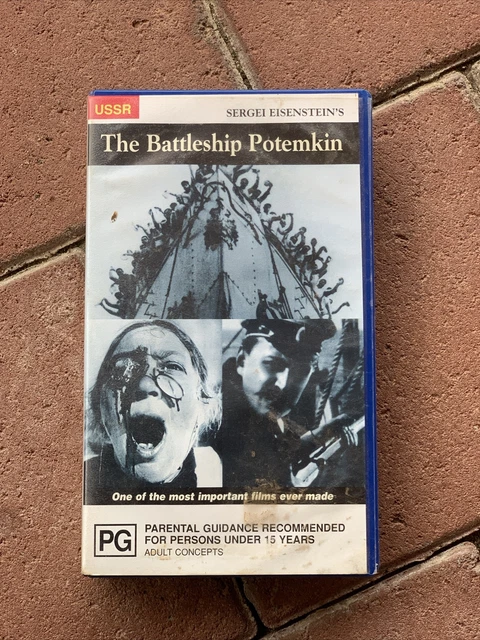 USSR
SERGEI EISENSTEIN'S
The Battleship Potemkin
One of the most important films ever made
PG
PARENTAL GUIDANCE RECOMMENDED
FOR PERSONS UNDER 15 YEARS
ADULT CONCEPTS